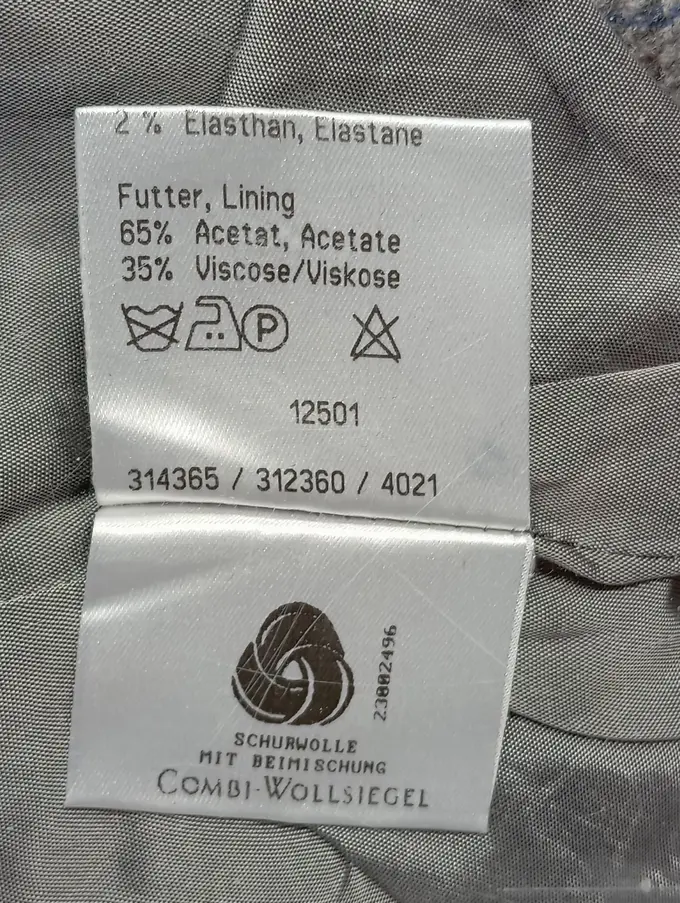 2 % Elasthan, Elastane
Futter, Lining
65% Acetat, Acetate
35% Viscose/Viskose
P
12501
314365 / 312360 / 4021
23802496
SCHURWOLLE
MIT BEIMISCHUNG
COMBI-WOLLSIEGEL